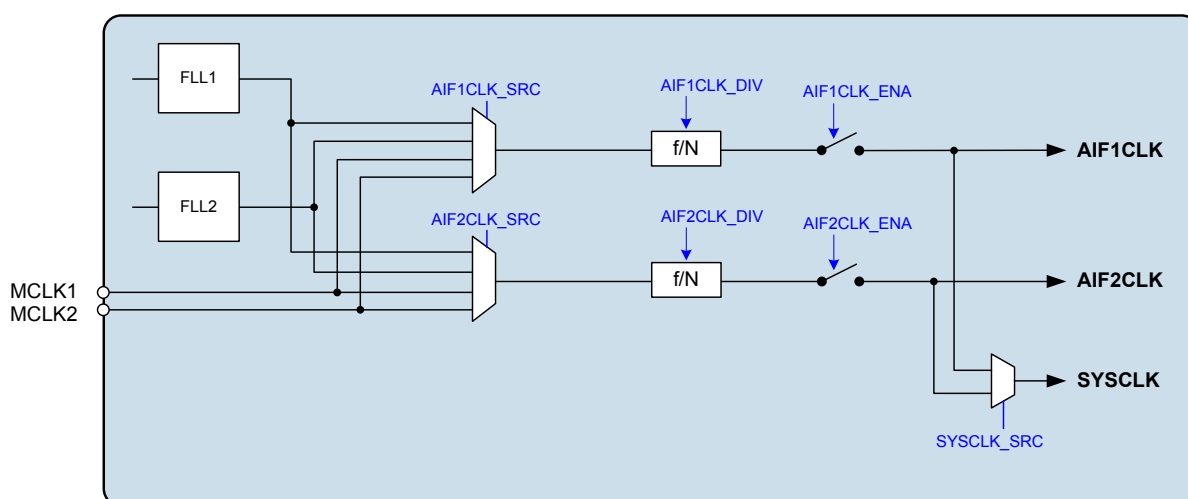 FLL1
AIF1CLK_SRC
AIF1CLK_DIV
AIF1CLK_ENA
f/N
AIF1CLK
FLL2
AIF2CLK_SRC
AIF2CLK_DIV
AIF2CLK_ENA
f/N
AIF2CLK
MCLK1
MCLK2
SYSCLK
SYSCLK_SRC